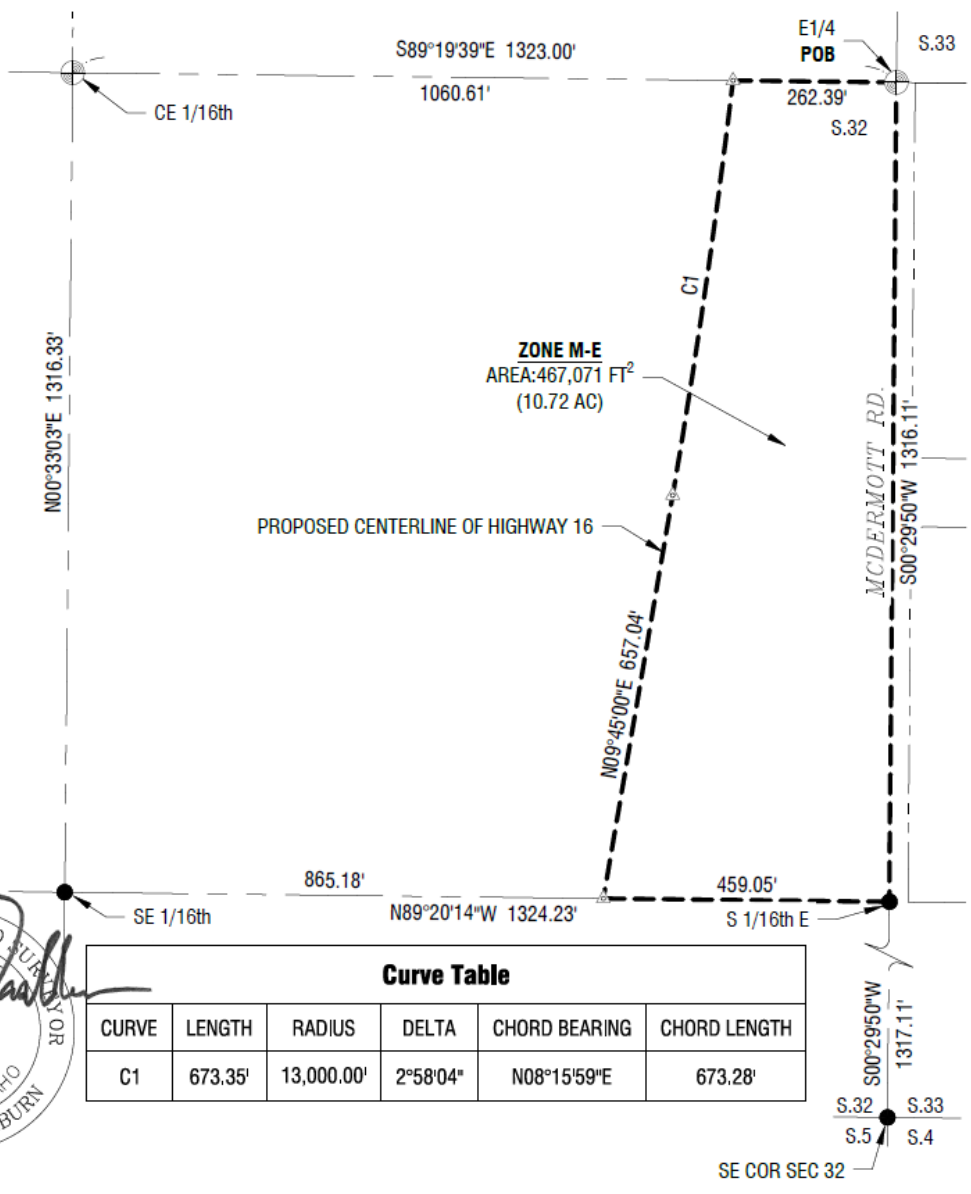 E1/4
POB
S.33
S89°19'39"E 1323.00'
1060.61'
262.39'
CE 1/16th
S.32
C1
N00°33'03"E 1316.33'
ZONE M-E
AREA:467,071 FT²
(10.72 AC)
MCDERMOTT RD.
S00°29'50"W 1316.11'
PROPOSED CENTERLINE OF HIGHWAY 16
N09°45'00"E 657.04'
865.18'
459.05'
SE 1/16th
N89°20'14"W 1324.23'
S 1/16th E
Curve Table
CURVE LENGTH RADIUS DELTA CHORD BEARING CHORD LENGTH
C1 673.35' 13,000.00' 2°58'04" N08°15'59"E 673.28'
S00°29'50"W
1317.11'
S.32 S.33
S.5 S.4
SE COR SEC 32